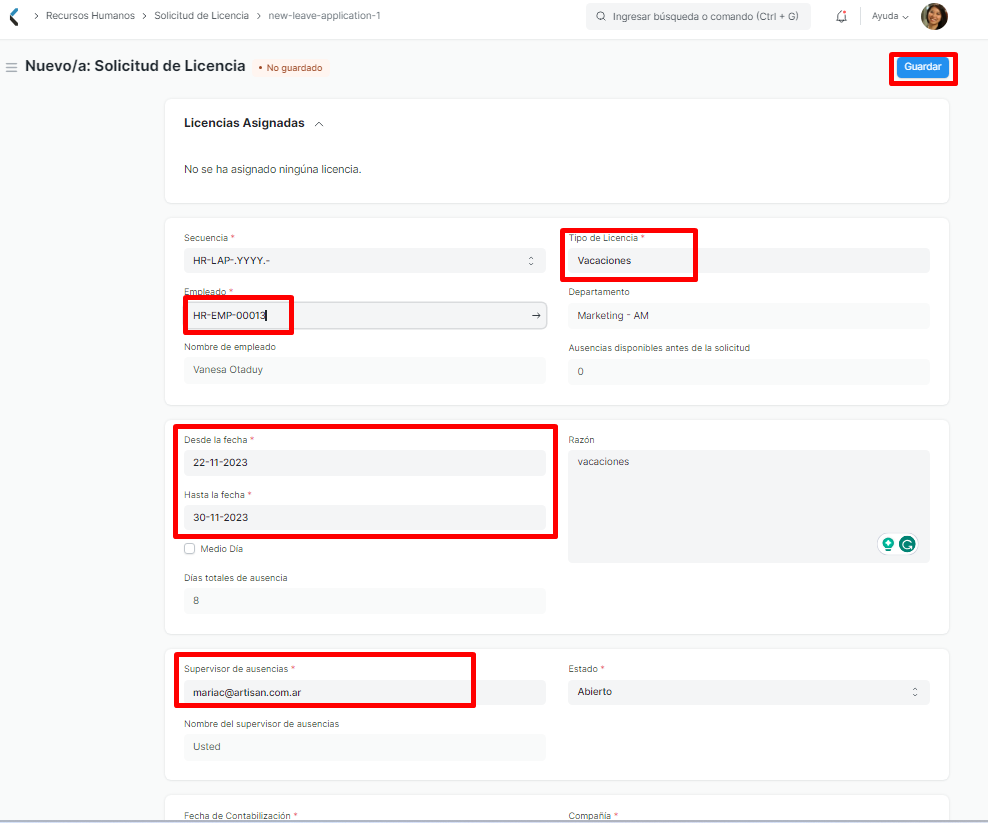 Recursos Humanos > Solicitud de Licencia > new-leave-application-1
Ingresar búsqueda o comando (Ctrl + G)
Ayuda
Nuevo/a: Solicitud de Licencia
• No guardado
Guardar
Licencias Asignadas
No se ha asignado ningúna licencia.
Secuencia *
HR-LAP-.YYYY.-
Tipo de Licencia *
Vacaciones
Empleado *
HR-EMP-00013
Departamento
Marketing - AM
Nombre de empleado
Vanesa Otaduy
Ausencias disponibles antes de la solicitud
0
Desde la fecha *
22-11-2023
Hasta la fecha *
30-11-2023
Medio Día
Días totales de ausencia
8
Razón
vacaciones
Supervisor de ausencias *
mariac@artisan.com.ar
Estado *
Abierto
Nombre del supervisor de ausencias
Usted
Fecha de Contabilización *
Compañía *